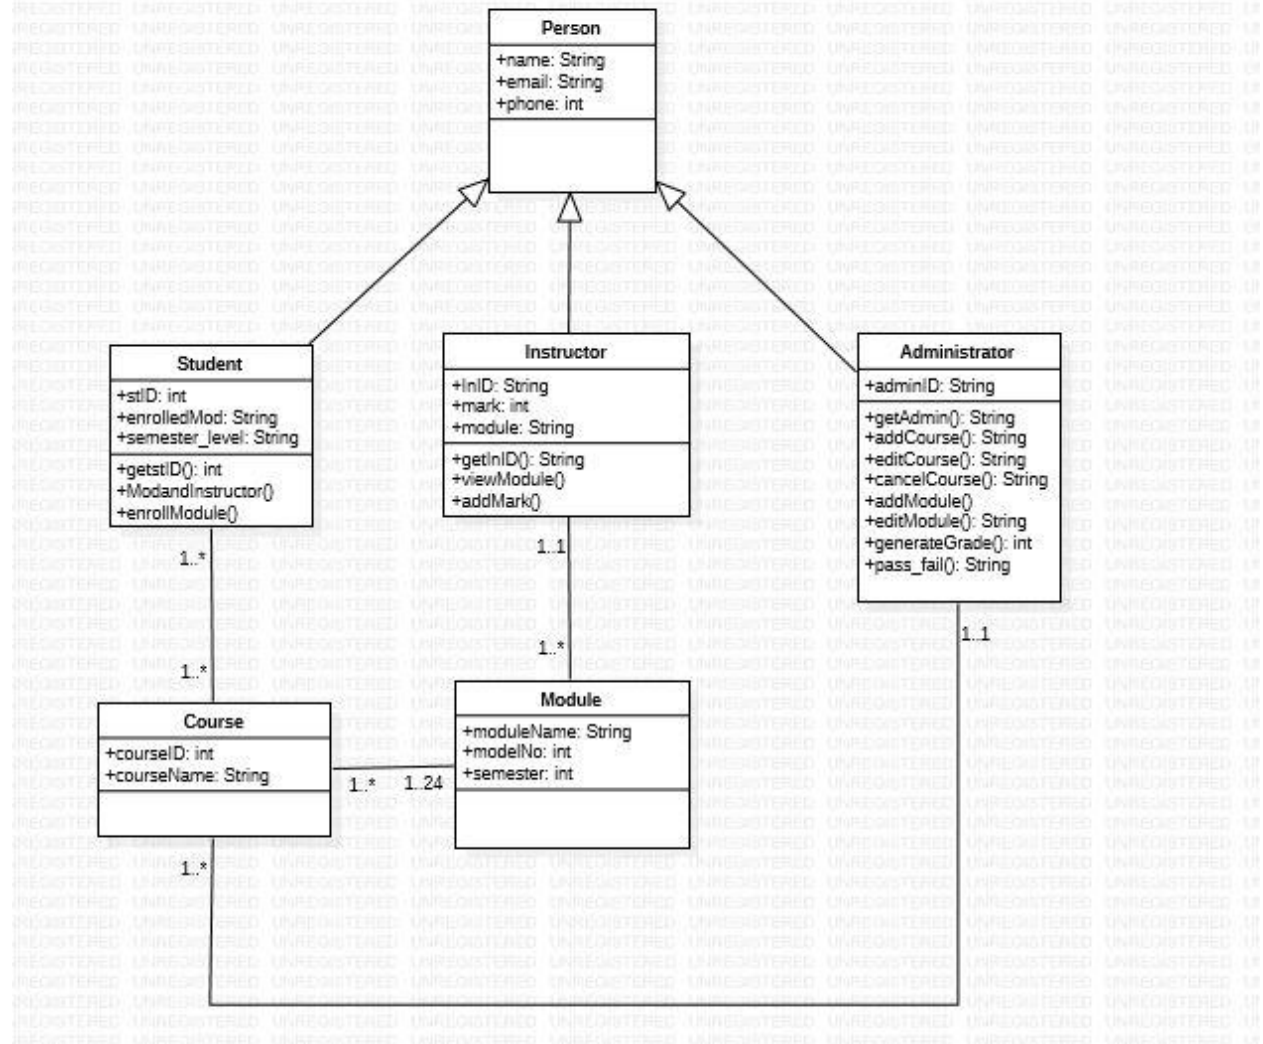 Person
+name: String
+email: String
+phone: int
Student
+stID: int
+enrolledMod: String
+semester_level: String
+getstID(): int
+ModandInstructor()
+enrollModule()
Instructor
+InID: String
+mark: int
+module: String
+getInID(): String
+viewModule()
+addMark()
Administrator
+adminID: String
+getAdmin(): String
+addCourse(): String
+editCourse(): String
+cancelCourse(): String
+addModule()
+editModule(): String
+generateGrade(): int
+pass_fail(): String
1..*
1..1
1..1
1..*
1..*
Course
+courseID: int
+courseName: String
Module
+moduleName: String
+modelNo: int
+semester: int
1..*
1..24
1..*
UNREGISTERED